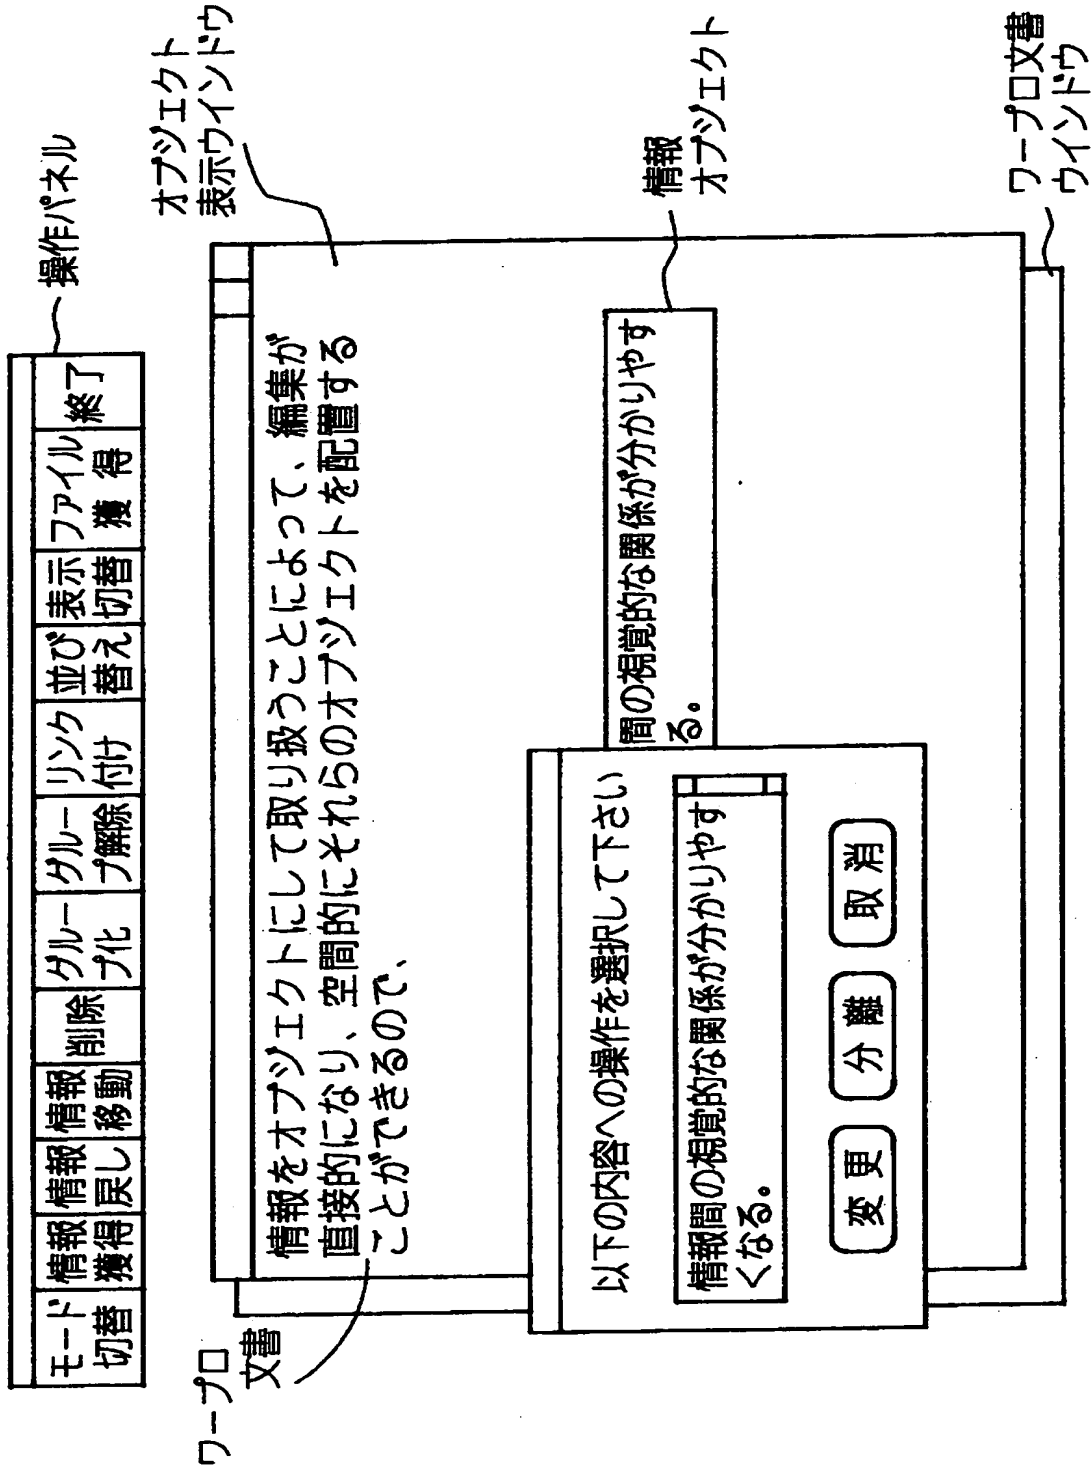 操作パネル
モード
切替
情報
獲得
情報
戻し
情報
移動
削除
グルー
プ化
グルー
プ解除
リンク
付け
並び
替え
表示
切替
ファイル
獲得
終了
オブジェクト
表示ウインドウ
ワープロ
文書
情報をオブジェクトにして取り扱うことによって、編集が
直接的になり、空間的にそれらのオブジェクトを配置する
ことができるので、
情報
オブジェクト
間の視覚的な関係が分かりやす
る。
以下の内容への操作を選択して下さい
情報間の視覚的な関係が分かりやす
くなる。
変更
分離
取消
ワープロ文書
ウインドウ